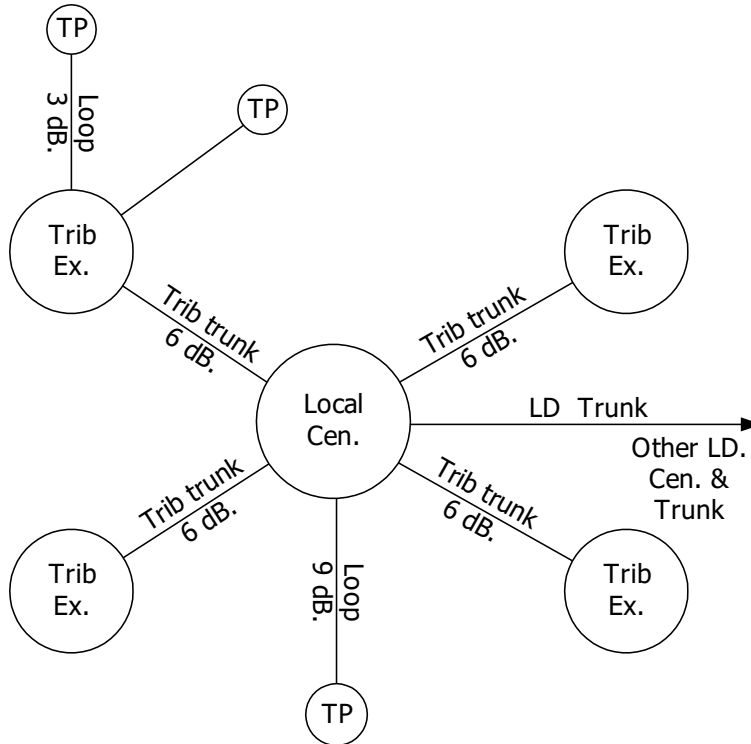 TP
Loop
3 dB.
TP
Trib
Ex.
Trib
Ex.
Trib trunk
6 dB.
Trib trunk
6 dB.
Local
Cen.
LD Trunk
Other LD.
Cen. &
Trunk
Trib trunk
6 dB.
Trib trunk
6 dB.
Trib
Ex.
Loop
9 dB.
Trib
Ex.
TP